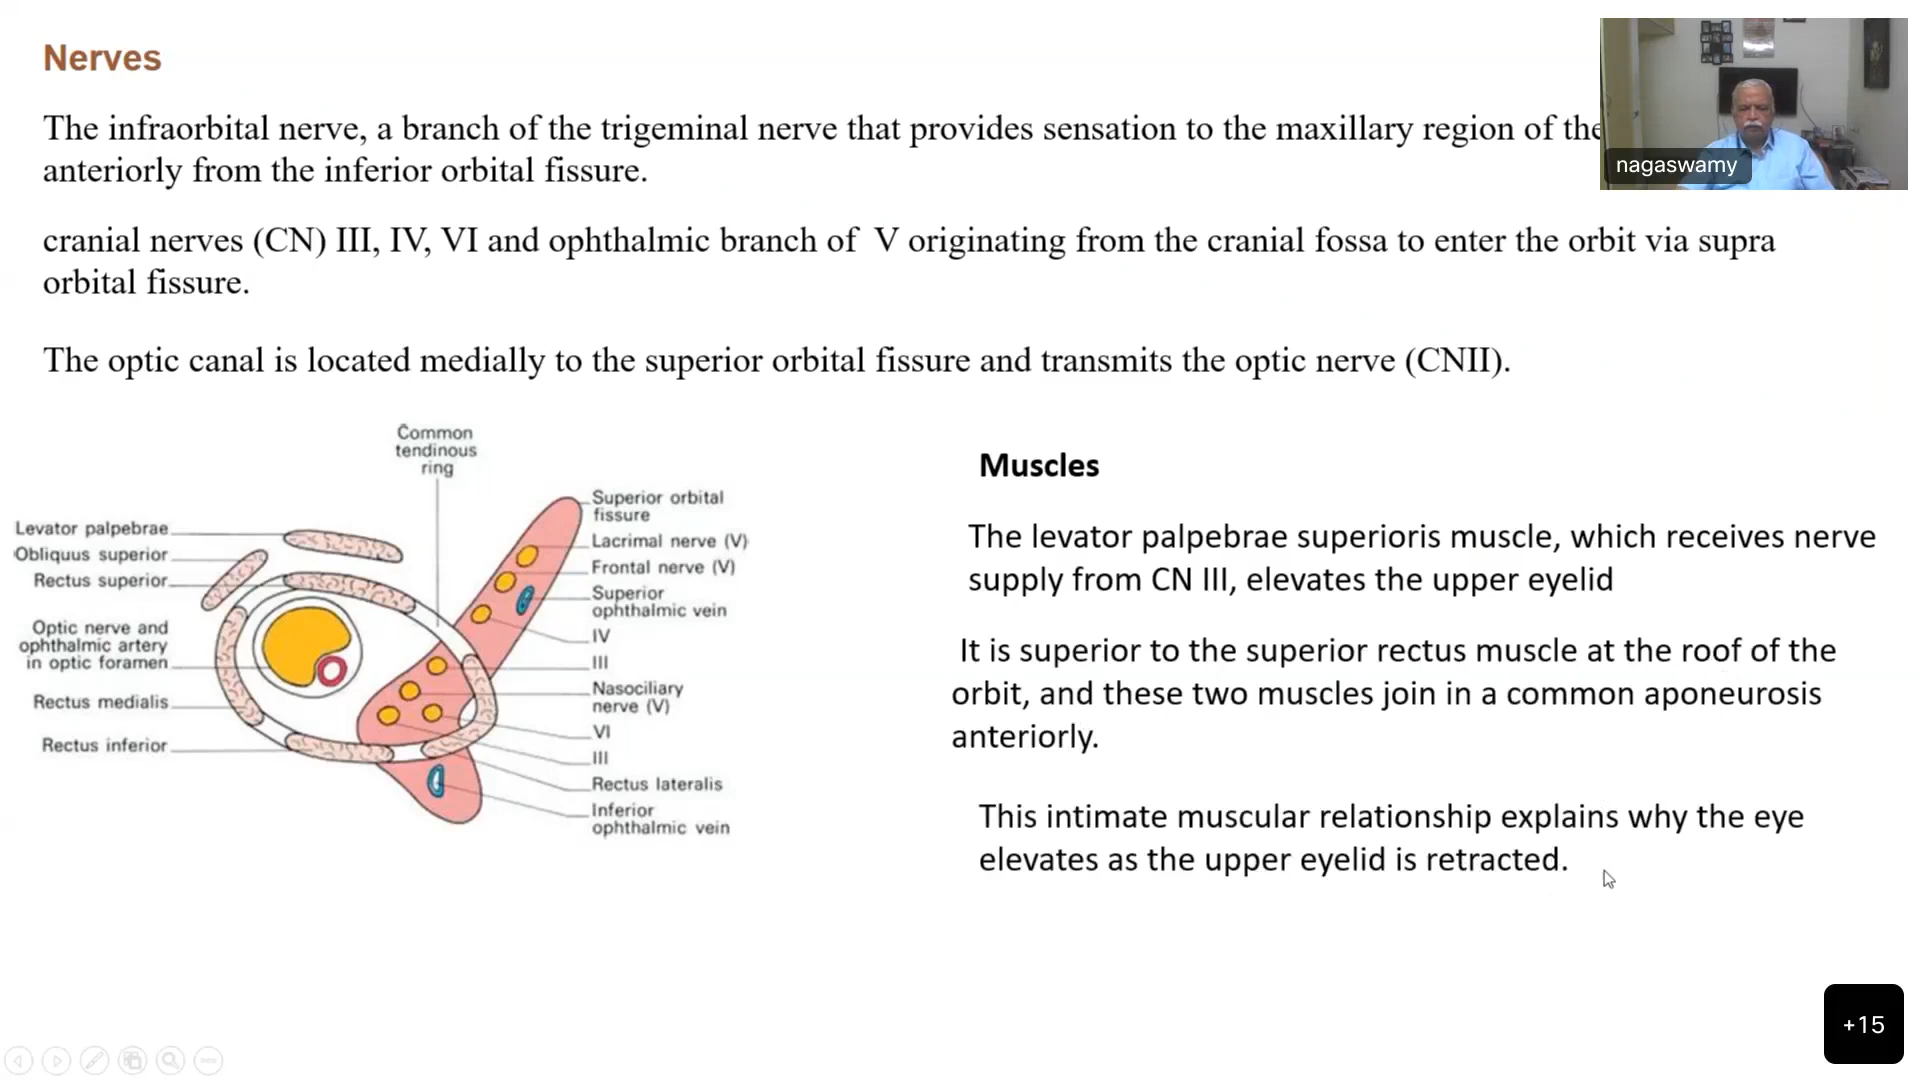 Nerves
The infraorbital nerve, a branch of the trigeminal nerve that provides sensation to the maxillary region of the
anteriorly from the inferior orbital fissure.
nagaswamy
cranial nerves (CN) III, IV, VI and ophthalmic branch of V originating from the cranial fossa to enter the orbit via supra
orbital fissure.
The optic canal is located medially to the superior orbital fissure and transmits the optic nerve (CNII).
Common
tendinous
ring
Levator palpebrae
Obliquus superior
Rectus superior
Optic nerve and
ophthalmic artery
in optic foramen
Rectus medialis
Rectus inferior
Superior orbital
fissure
Lacrimal nerve (V)
Frontal nerve (V)
Superior
ophthalmic vein
IV
III
Nasociliary
nerve (V)
VI
III
Rectus lateralis
Inferior
ophthalmic vein
Muscles
The levator palpebrae superioris muscle, which receives nerve
supply from CN III, elevates the upper eyelid
It is superior to the superior rectus muscle at the roof of the
orbit, and these two muscles join in a common aponeurosis
anteriorly.
This intimate muscular relationship explains why the eye
elevates as the upper eyelid is retracted.
+15